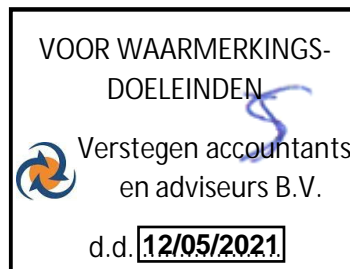 VOOR WAARMERKINGS-
DOELEINDEN
Verstegen accountants
en adviseurs B.V.
d.d. 12/05/2021